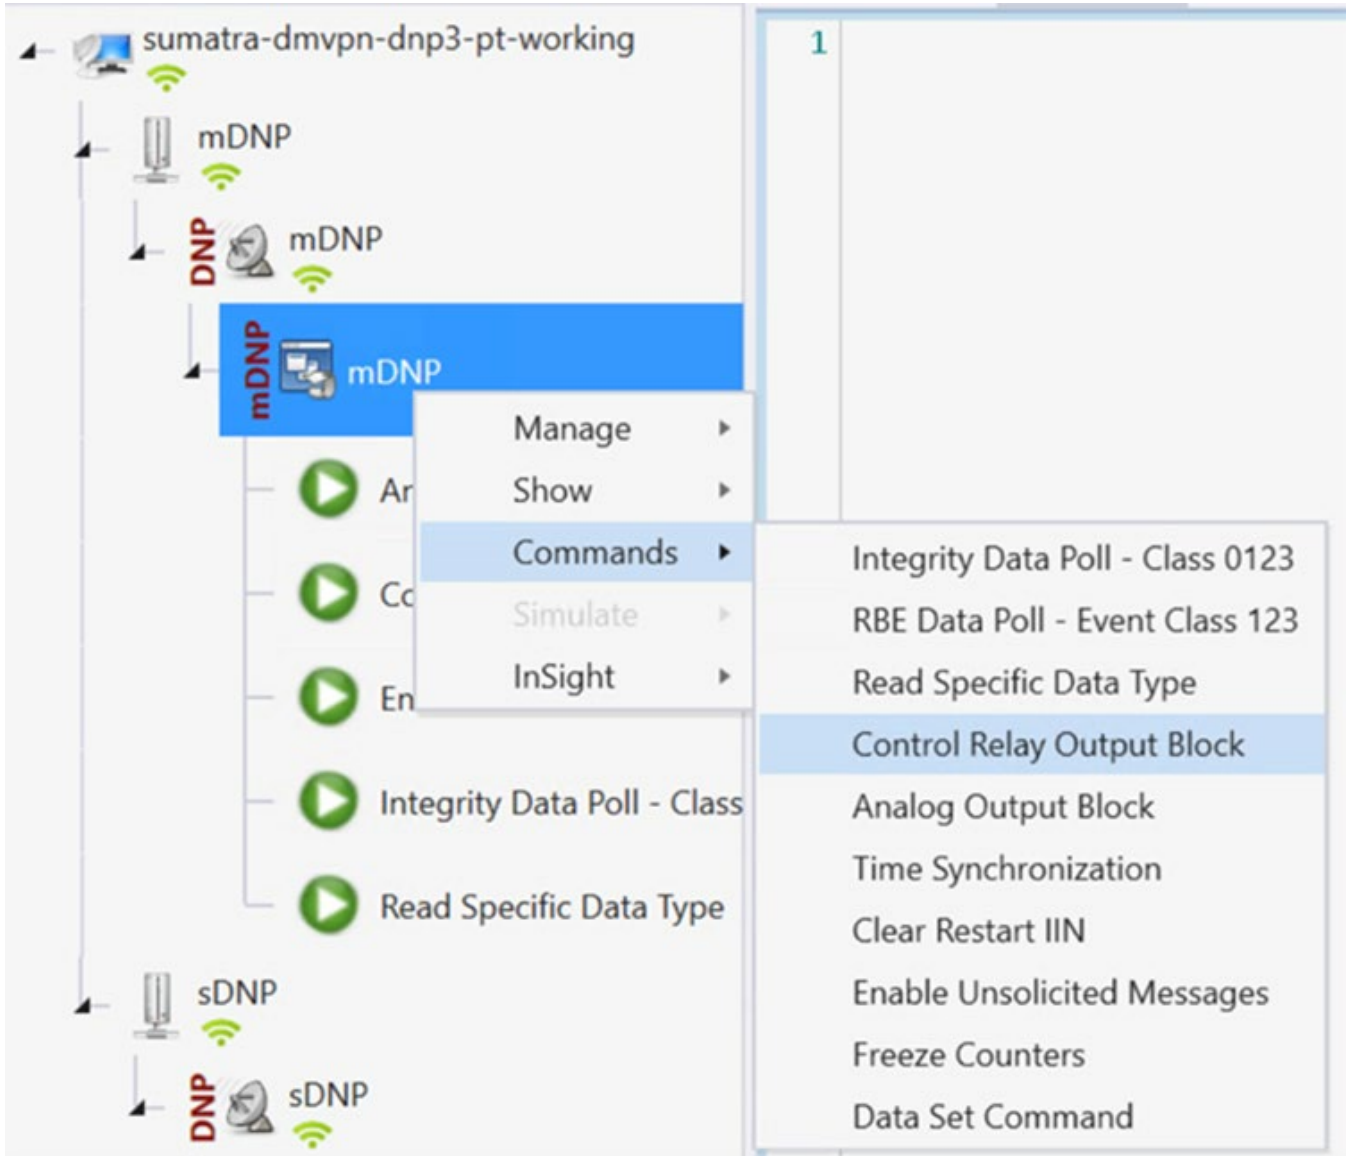 sumatra-dmvpn-dnp3-pt-working
1
mDNP
DNP
mDNP
mDNP
mDNP
Manage
Show
Commands
Simulate
InSight
Integrity Data Poll - Class 0123
RBE Data Poll - Event Class 123
Read Specific Data Type
Control Relay Output Block
Analog Output Block
Time Synchronization
Clear Restart IIN
Enable Unsolicited Messages
Freeze Counters
Data Set Command
Integrity Data Poll - Class
Read Specific Data Type
sDNP
DNP
sDNP